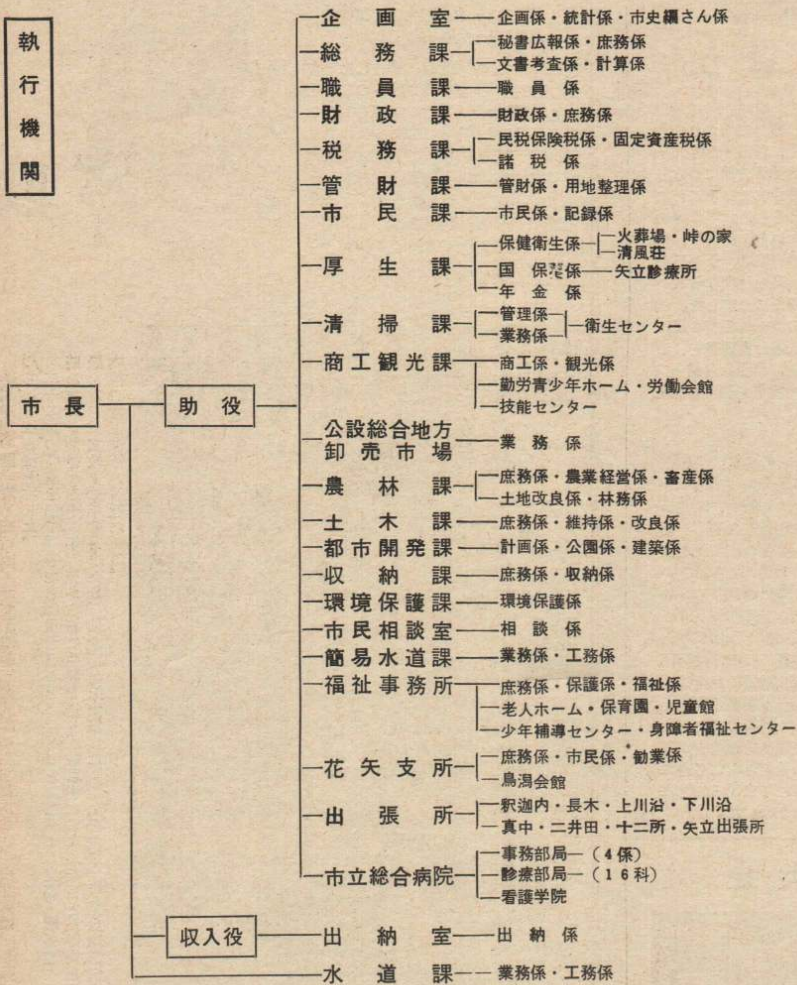 執行機関
企画室 企画係・統計係・市史編さん係
総務課 秘書広報係・庶務係
文書考査係・計算係
職員課 職員係
財政課 財政係・庶務係
税務課 民税保険税係・固定資産税係
諸税係
管財課 管財係・用地整理係
市民課 市民係・記録係
厚生課 保健衛生係 火葬場・峠の家
清風荘
国保係 矢立診療所
年金係
清掃課 管理係
業務係 衛生センター
商工観光課 商工係・観光係
勤労青少年ホーム・労働会館
技能センター
市長 助役
公設総合地方
卸売市場 業務係
農林課 庶務係・農業経営係・畜産係
土地改良係・林務係
土木課 庶務係・維持係・改良係
都市開発課 計画係・公園係・建築係
収納課 庶務係・収納係
環境保護課 環境保護係
市民相談室 相談係
簡易水道課 業務係・工務係
福祉事務所 庶務係・保護係・福祉係
老人ホーム・保育園・児童館
少年補導センター・身障者福祉センター
花矢支所 庶務係・市民係・勧業係
鳥潟会館
出張所 釈迦内・長木・上川沿・下川沿
真中・二井田・十二所・矢立出張所
市立総合病院 事務部局（4係）
診療部局（16科）
看護学院
収入役 出納室 出納係
水道課 業務係・工務係